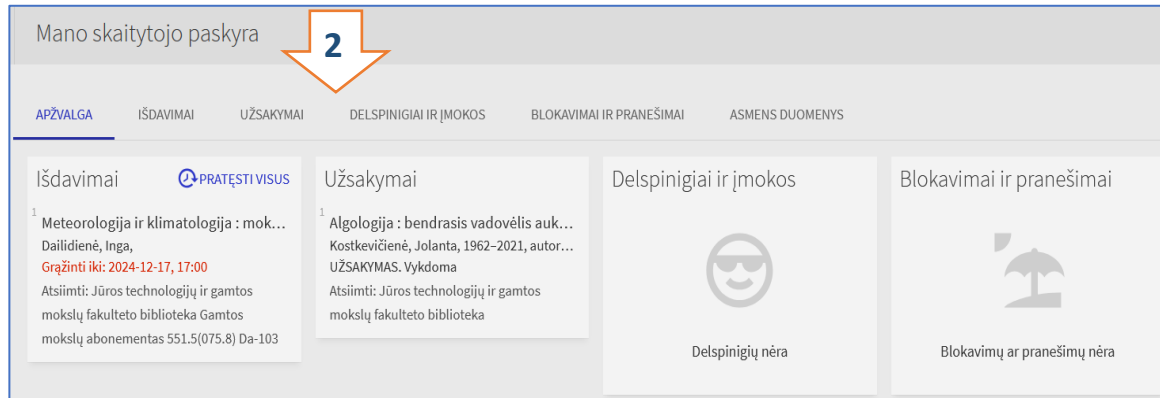 Mano skaitytojo paskyra
2
APŽVALGA IŠDAVIMAI UŽSAKYMAI DELSPINIGIAI IR ĮMOKOS BLOKAVIMAI IR PRANEŠIMAI ASMENS DUOMENYS
Išdavimai PRATĘSTI VISUS
1 Meteorologija ir klimatologija : mok...
Dailidienė, Inga,
Grąžinti iki: 2024-12-17, 17:00
Atsiimti: Jūros technologijų ir gamtos
mokslų fakulteto biblioteka Gamtos
mokslų abonementas 551.5(075.8) Da-103
Užsakymai
1 Algologija : bendrasis vadovėlis auk...
Kostkevičienė, Jolanta, 1962–2021, autor...
UŽSAKYMAS. Vykdoma
Atsiimti: Jūros technologijų ir gamtos
mokslų fakulteto biblioteka
Delspinigiai ir įmokos
Delspinigių nėra
Blokavimai ir pranešimai
Blokavimų ar pranešimų nėra